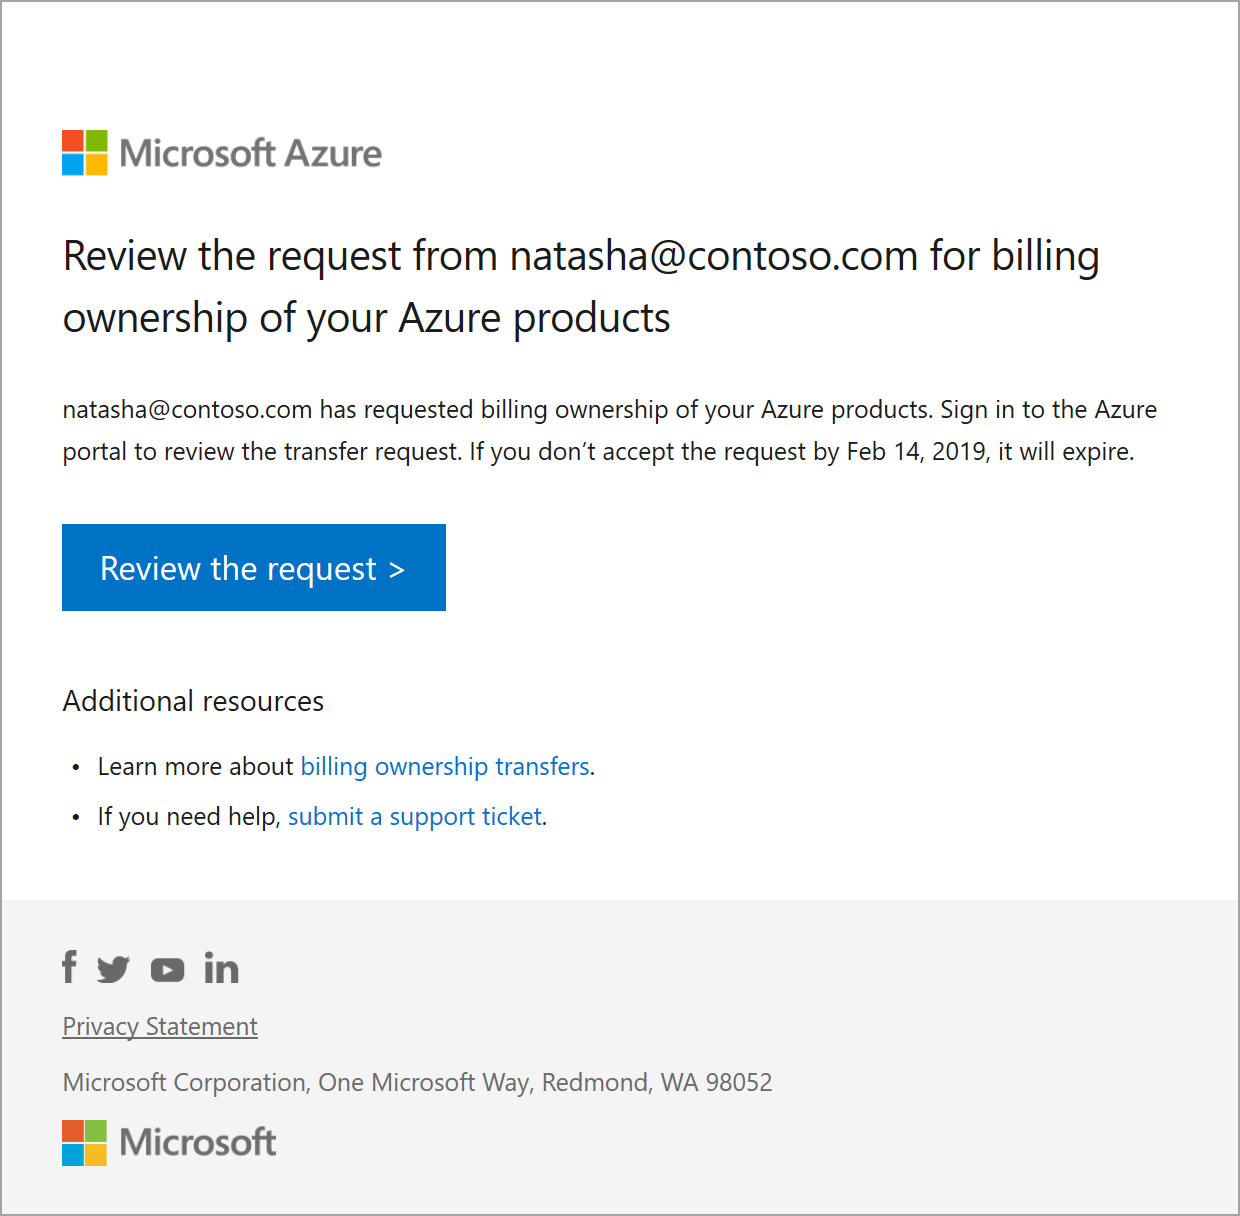 Microsoft Azure
Review the request from natasha@contoso.com for billing
ownership of your Azure products
natasha@contoso.com has requested billing ownership of your Azure products. Sign in to the Azure
portal to review the transfer request. If you don’t accept the request by Feb 14, 2019, it will expire.
Review the request >
Additional resources
• Learn more about billing ownership transfers.
• If you need help, submit a support ticket.
Privacy Statement
Microsoft Corporation, One Microsoft Way, Redmond, WA 98052
Microsoft